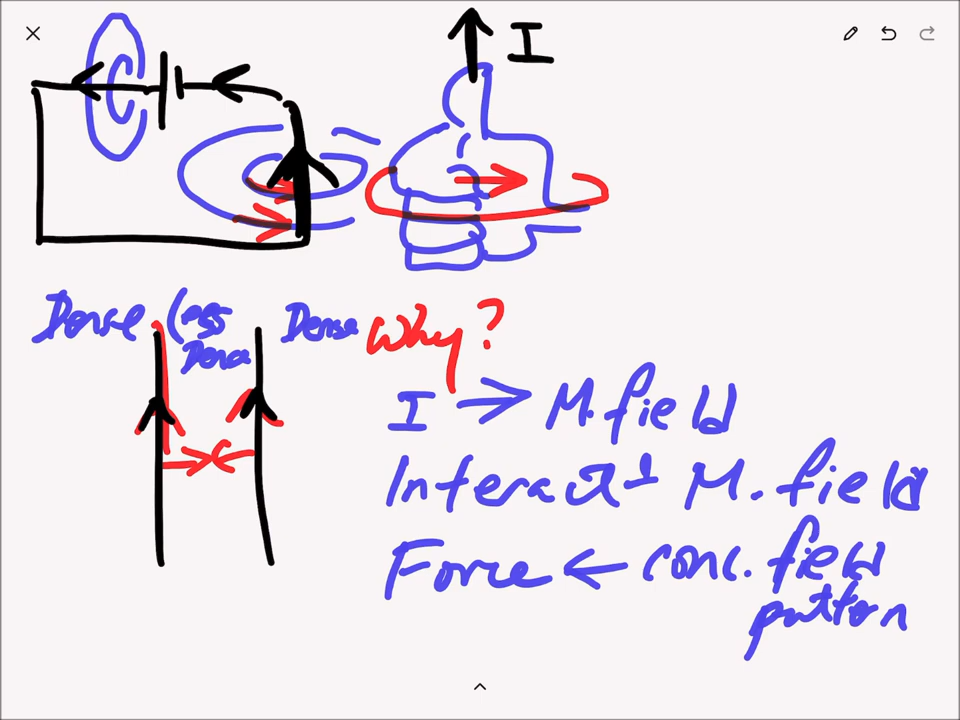 I
Dense Less Dense Dense
Why?
I → M.field
Interact M. field
Force ← conc. field
pattern